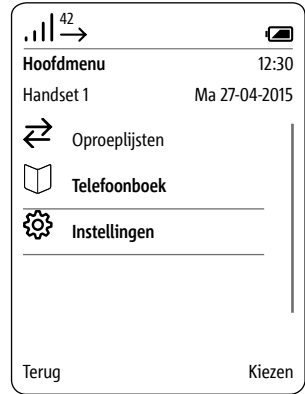 42
Hoofdmenu 12:30
Handset 1 Ma 27-04-2015
Oproeplijsten
Telefoonboek
Instellingen
Terug Kiezen